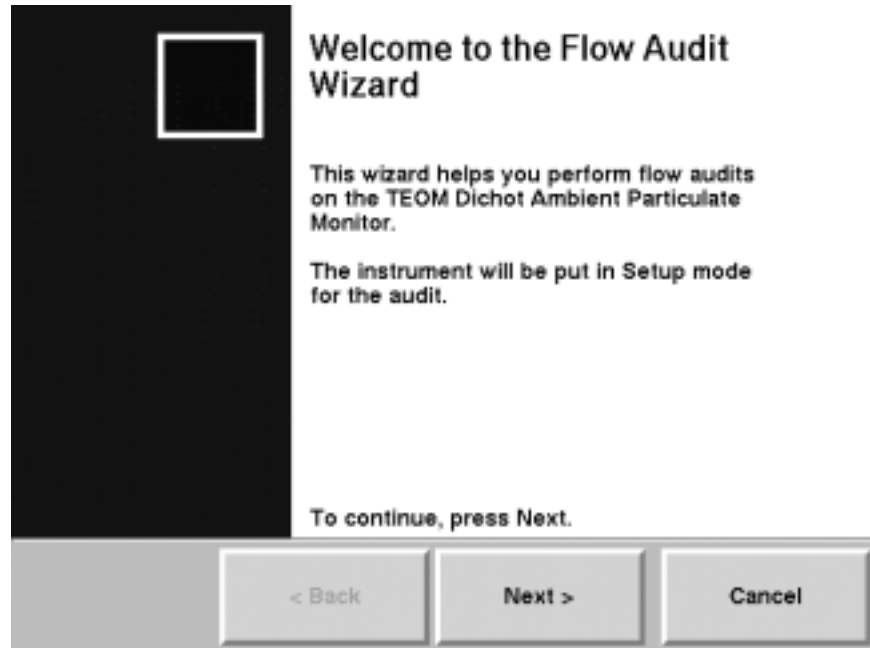 Welcome to the Flow Audit
Wizard
This wizard helps you perform flow audits
on the TEOM Dichot Ambient Particulate
Monitor.
The instrument will be put in Setup mode
for the audit.
To continue, press Next.
< Back
Next >
Cancel